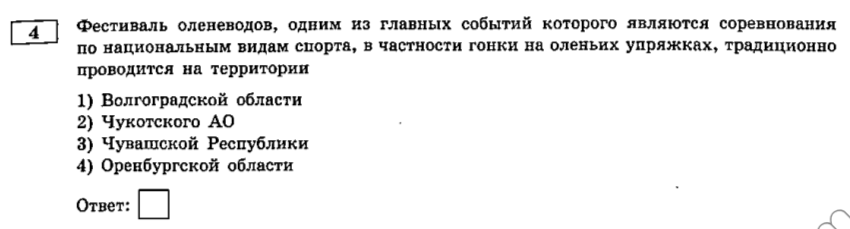 4
Фестиваль оленеводов, одним из главных событий которого являются соревнования
по национальным видам спорта, в частности гонки на оленьих упряжках, традиционно
проводится на территории
1) Волгоградской области
2) Чукотского АО
3) Чувашской Республики
4) Оренбургской области
Ответ: